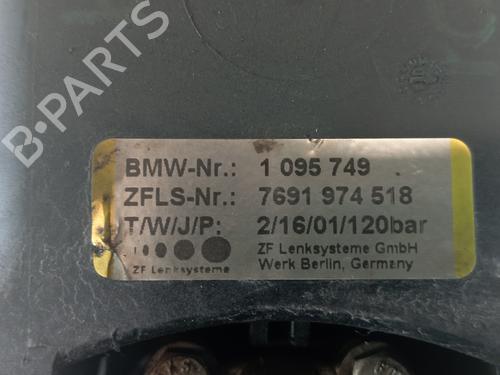 BMW-Nr.: 1 095 749
ZFLS-Nr.: 7691 974 518
T/W/J/P: 2/16/01/120bar
ZF Lenksysteme GmbH
ZF Lenksysteme Werk Berlin, Germany